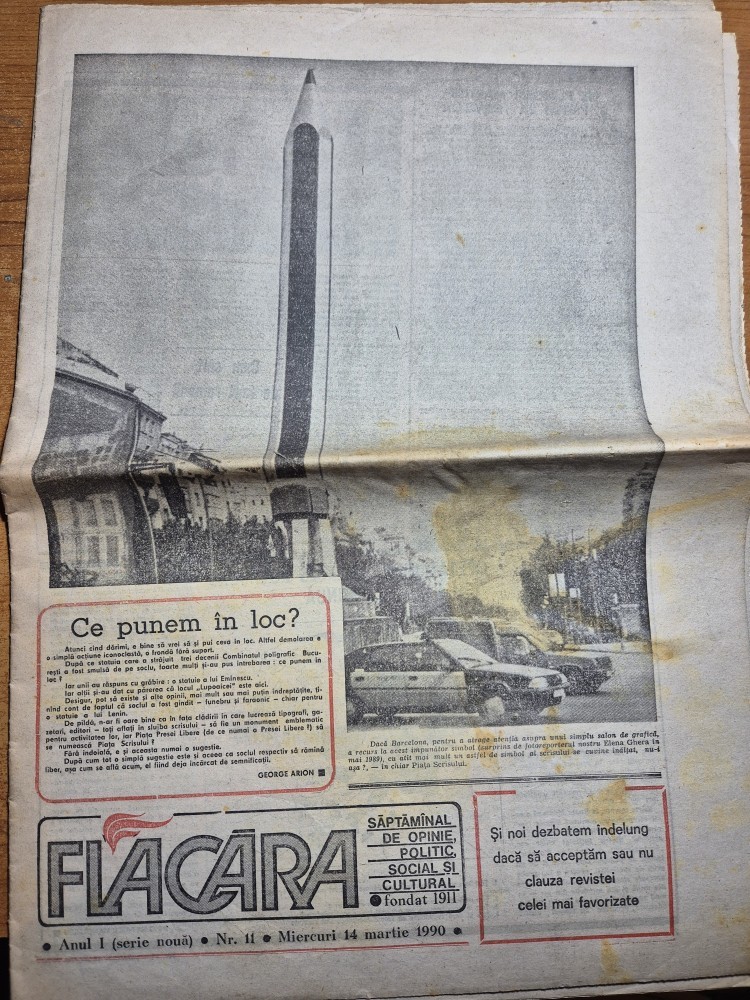 Ce punem în loc?
Atunci cînd dărîmi, e bine să vrei să și pui ceva în loc. Altfel demolarea e
o simplă acțiune iconoclastă, o frondă fără suport.
După ce statuia care a străjuit trei decenii Combinatul poligrafic Bucu-
rești a fost smulsă de pe soclu, foarte mulți și-au pus întrebarea : ce punem în
loc ?
Iar unii au răspuns cu grăbire : o statuie a lui Eminescu.
Iar alții și-au dat cu părerea că locul „Lupoaicei" este aici.
Desigur, pot să existe și alte opinii, mai mult sau mai puțin îndreptățite, ți-
nînd cont de faptul că soclul a fost gîndit — funebru și faraonic — chiar pentru
o statuie a lui Lenin.
De pildă, n-ar fi oare bine ca în fața clădirii în care lucrează tipografi, ga-
zetari, editori — toți aflați în slujba scrisului — să fie un monument emblematic
pentru activitatea lor, iar Piața Presei Libere (de ce numai a Presei Libere ?) să
se numească Piața Scrisului ?
Fără îndoială, e și aceasta numai o sugestie.
După cum tot o simplă sugestie este și aceea ca soclul respectiv să rămînă
liber, așa cum se află acum, el fiind deja încărcat de semnificații.
GEORGE ARION
Dacă Barcelona, pentru a atrage atenția asupra unui simplu salon de grafică,
a recurs la acest impunător simbol (surprins de fotoreporterul nostru Elena Ghera în
mai 1989), cu atît mai mult un astfel de simbol al scrisului se cuvine înălțat, nu-i
așa ?, — în chiar Piața Scrisului.
FLACĂRA
SĂPTĂMÎNAL
DE OPINIE,
POLITIC,
SOCIAL ȘI
CULTURAL
● fondat 1911
● Anul I (serie nouă) ● Nr. 11 ● Miercuri 14 martie 1990 ●
Și noi dezbatem îndelung
dacă să acceptăm sau nu
clauza revistei
celei mai favorizate